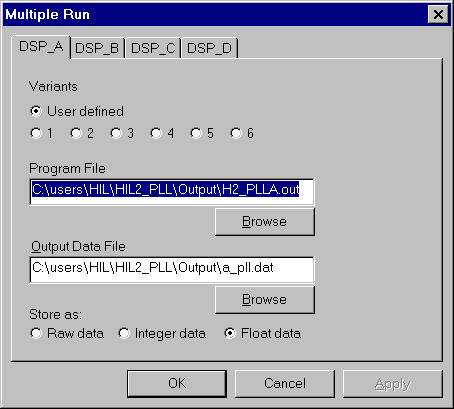 Multiple Run
DSP_A DSP_B DSP_C DSP_D
Variants
User defined
1 2 3 4 5 6
Program File
C:\users\HIL\HIL2_PLL\Output\H2_PLLA.out
Browse
Output Data File
C:\users\HIL\HIL2_PLL\Output\a_pll.dat
Browse
Store as:
Raw data Integer data Float data
OK Cancel Apply